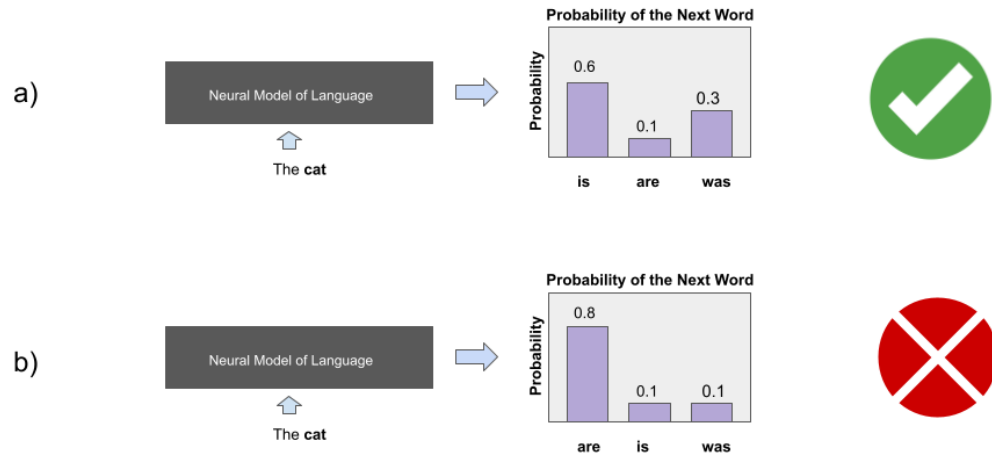 a)
Neural Model of Language
The cat
Probability of the Next Word
Probability
0.6
0.1
0.3
is are was
b)
Neural Model of Language
The cat
Probability of the Next Word
Probability
0.8
0.1
0.1
are is was